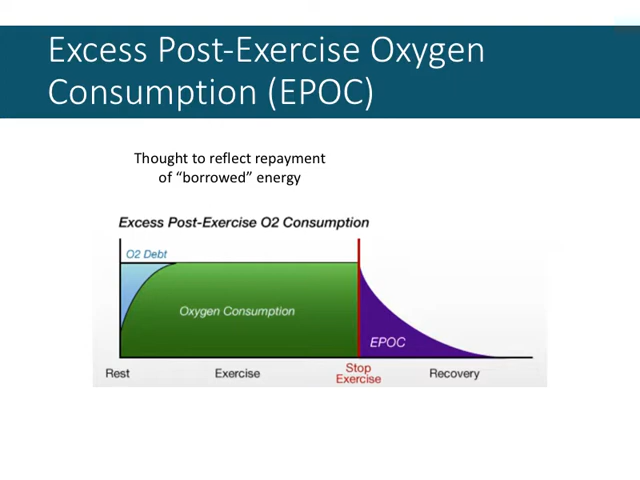 Excess Post-Exercise Oxygen
Consumption (EPOC)
Thought to reflect repayment
of “borrowed” energy
Excess Post-Exercise O2 Consumption
O2 Debt
Oxygen Consumption
EPOC
Rest
Exercise
Stop
Exercise
Recovery